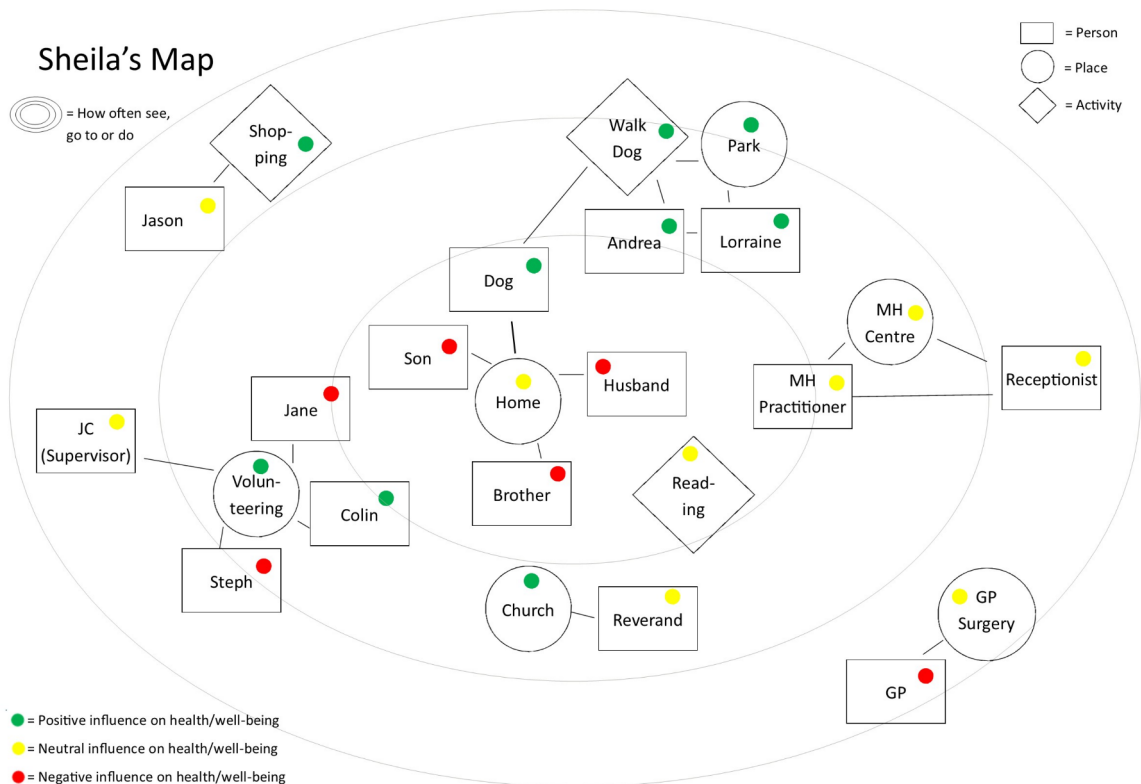 Sheila's Map
= How often see,
go to or do
= Person
= Place
= Activity
Shop-
ping
Jason
Walk
Dog
Park
Andrea
Lorraine
Dog
Son
Home
Husband
Brother
Read-
ing
MH
Centre
MH
Practitioner
Receptionist
Jane
JC
(Supervisor)
Volun-
teering
Colin
Steph
Church
Reverand
GP
Surgery
GP
= Positive influence on health/well-being
= Neutral influence on health/well-being
= Negative influence on health/well-being